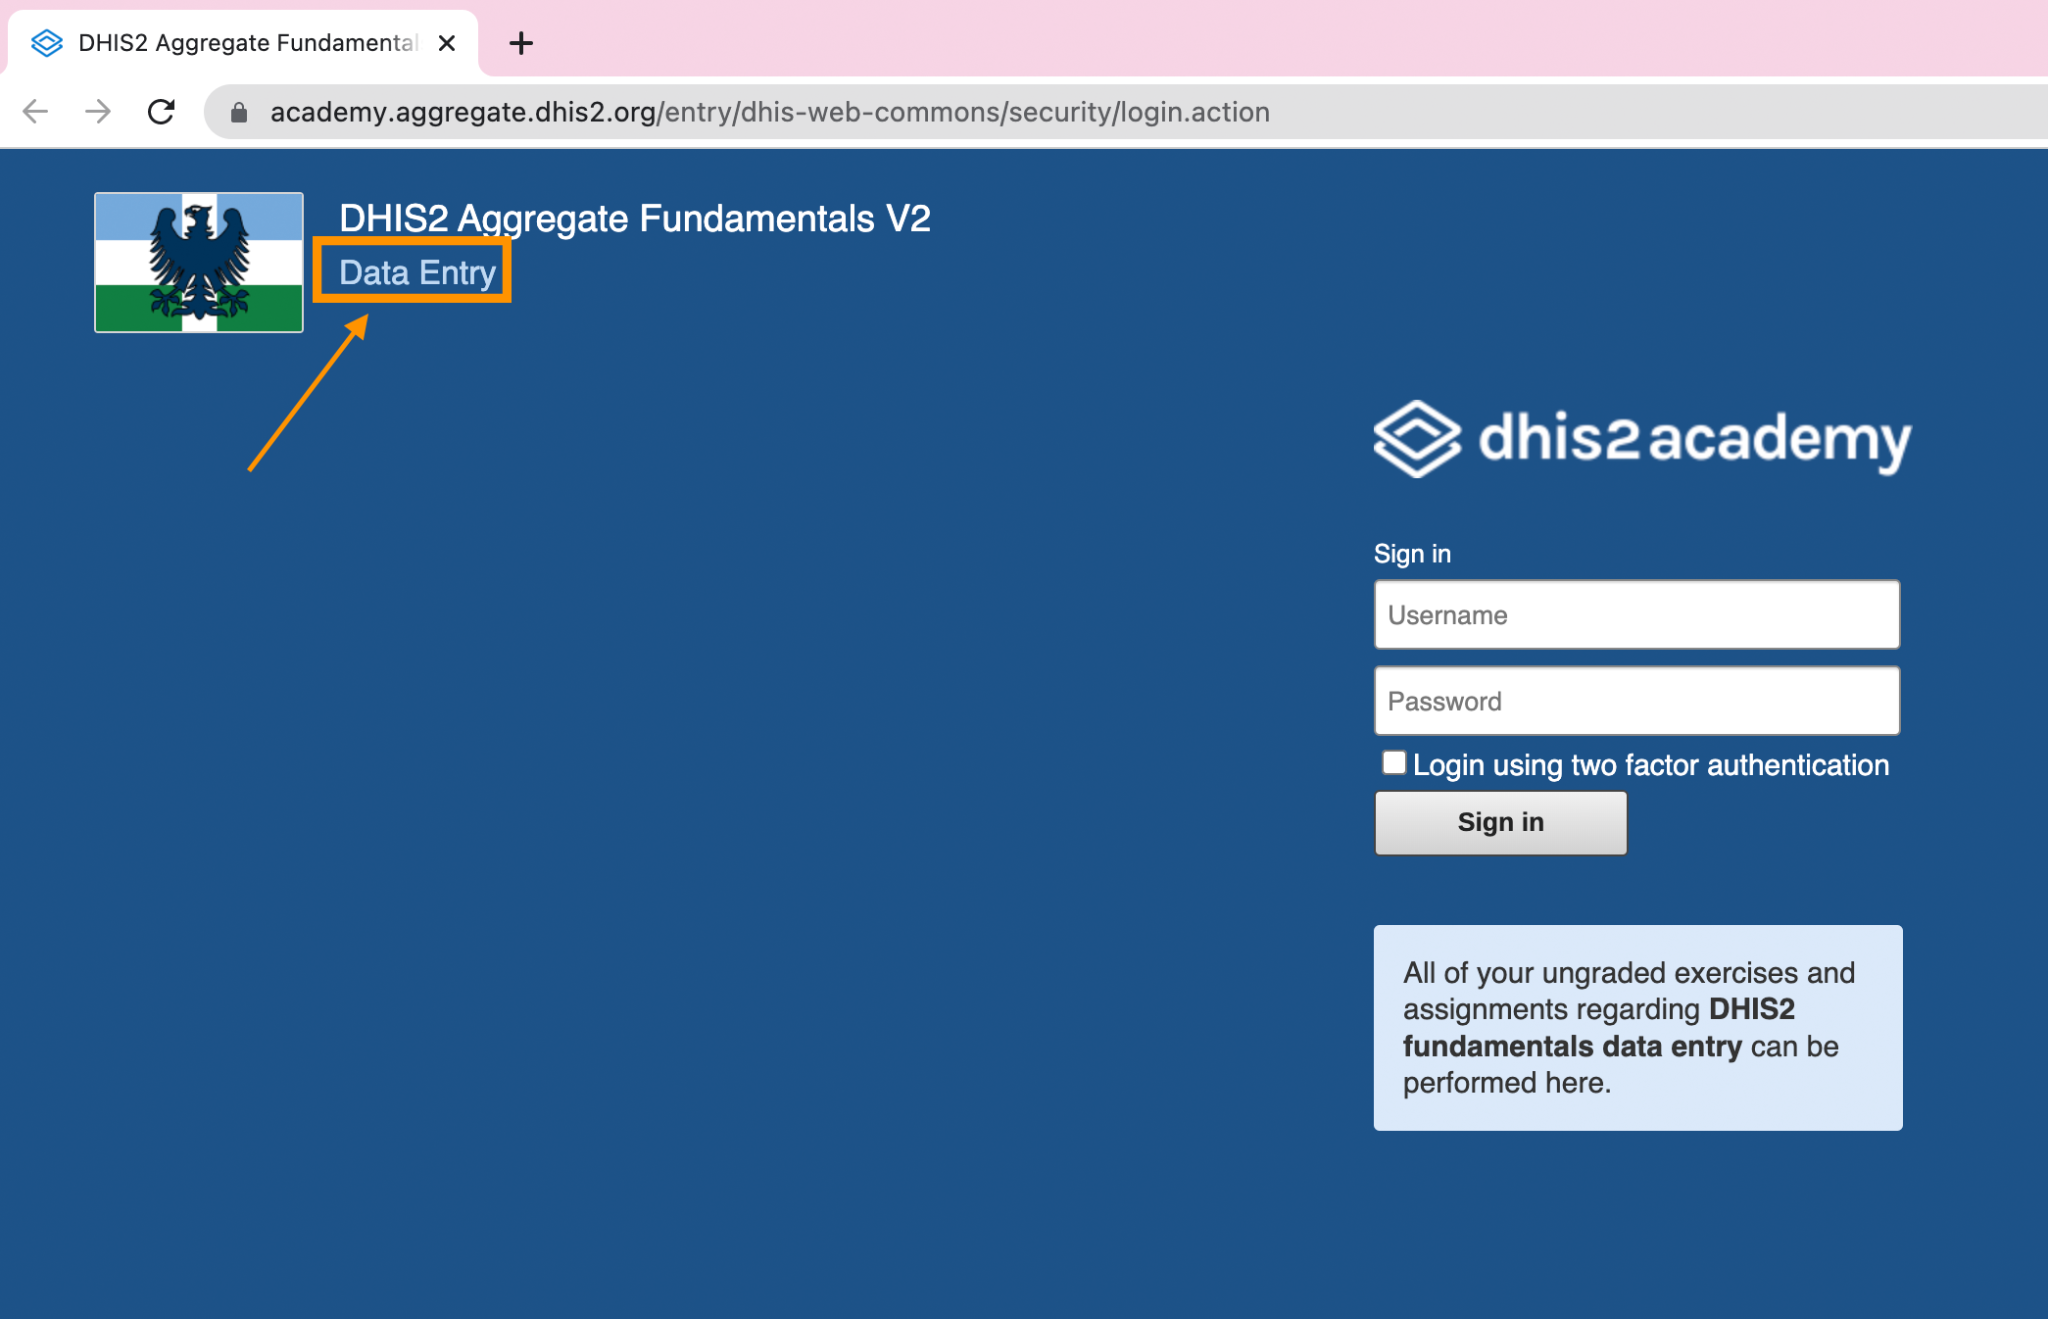 DHIS2 Aggregate Fundamental
academy.aggregate.dhis2.org/entry/dhis-web-commons/security/login.action
DHIS2 Aggregate Fundamentals V2
Data Entry
dhis2 academy
Sign in
Username
Password
Login using two factor authentication
Sign in
All of your ungraded exercises and
assignments regarding DHIS2
fundamentals data entry can be
performed here.